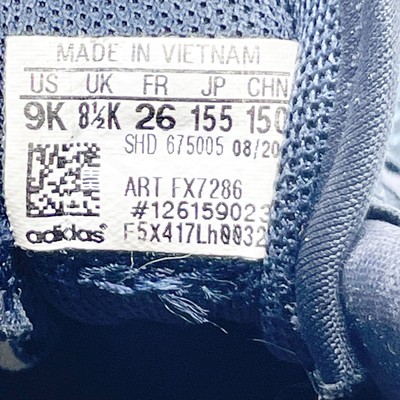 MADE IN VIETNAM
US UK FR JP CHN
9K 8½K 26 155 150
SHD 675005 08/20
ART FX7286
#126159023
adidas F5X417Lh0032